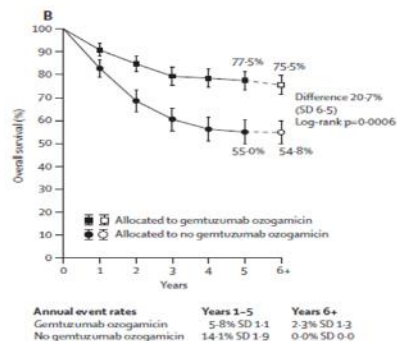 B
100
90
80
70
60
50
40
30
20
10
0
Overall survival (%)
77·5%
75·5%
Difference 20·7%
(SD 6·5)
Log-rank p=0·0006
55·0%
54·8%
Allocated to gemtuzumab ozogamicin
Allocated to no gemtuzumab ozogamicin
0 1 2 3 4 5 6+
Years
Annual event rates Years 1–5 Years 6+
Gemtuzumab ozogamicin 5·8% SD 1·1 2·3% SD 1·3
No gemtuzumab ozogamicin 14·1% SD 1·9 0·0% SD 0·0